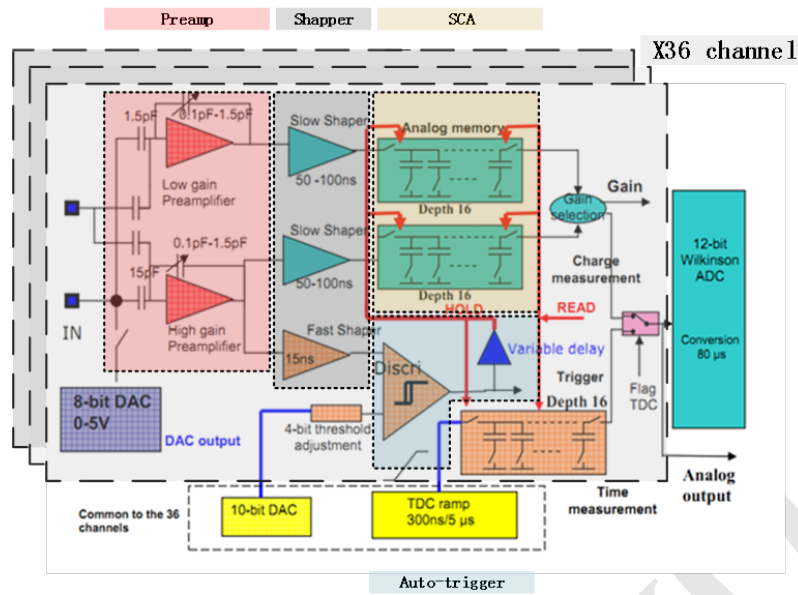 Preamp
Shapper
SCA
X36 channel
1.5pF
0.1pF-1.5pF
Slow Shaper
Analog memory
Low gain
Preamplifier
50 -100ns
Depth 16
Gain
selection
Gain
0.1pF-1.5pF
Slow Shaper
15pF
50-100ns
Depth 16
Charge
measurement
12-bit
Wilkinson
ADC
Conversion
80 µs
HOLD
READ
IN
High gain
Preamplifier
Fast Shaper
15ns
Discri
Variable delay
Trigger
Depth 16
Flag
TDC
8-bit DAC
0-5V
DAC output
4-bit threshold
adjustment
Analog
output
Time
measurement
Common to the 36
channels
10-bit DAC
TDC ramp
300ns/5 µs
Auto-trigger